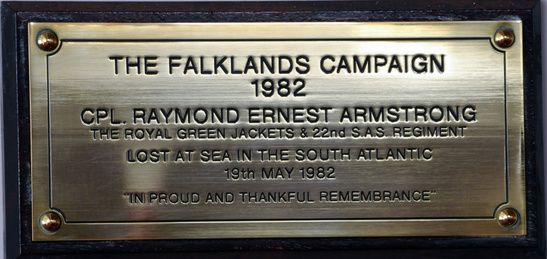 THE FALKLANDS CAMPAIGN
1982
CPL. RAYMOND ERNEST ARMSTRONG
THE ROYAL GREEN JACKETS & 22nd S.A.S. REGIMENT
LOST AT SEA IN THE SOUTH ATLANTIC
19th MAY 1982
"IN PROUD AND THANKFUL REMEMBRANCE"